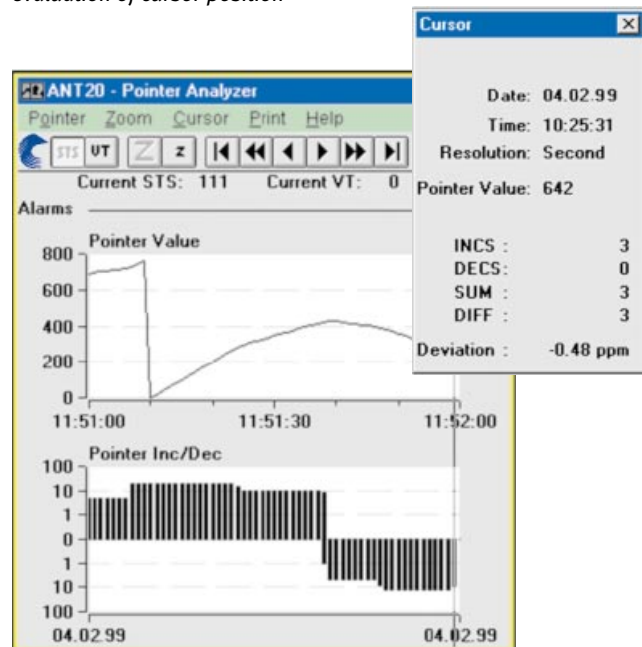 evaluation of cursor position
Cursor
Date: 04.02.99
Time: 10:25:31
Resolution: Second
Pointer Value: 642
INCS : 3
DECS: 0
SUM : 3
DIFF : 3
Deviation : -0.48 ppm
ANT20 - Pointer Analyzer
Pointer Zoom Cursor Print Help
STS VT Z z
Current STS: 111 Current VT: 0
Alarms
Pointer Value
800
600
400
200
0
11:51:00 11:51:30 11:52:00
Pointer Inc/Dec
100
10
1
0
1
10
100
04.02.99 04.02.99